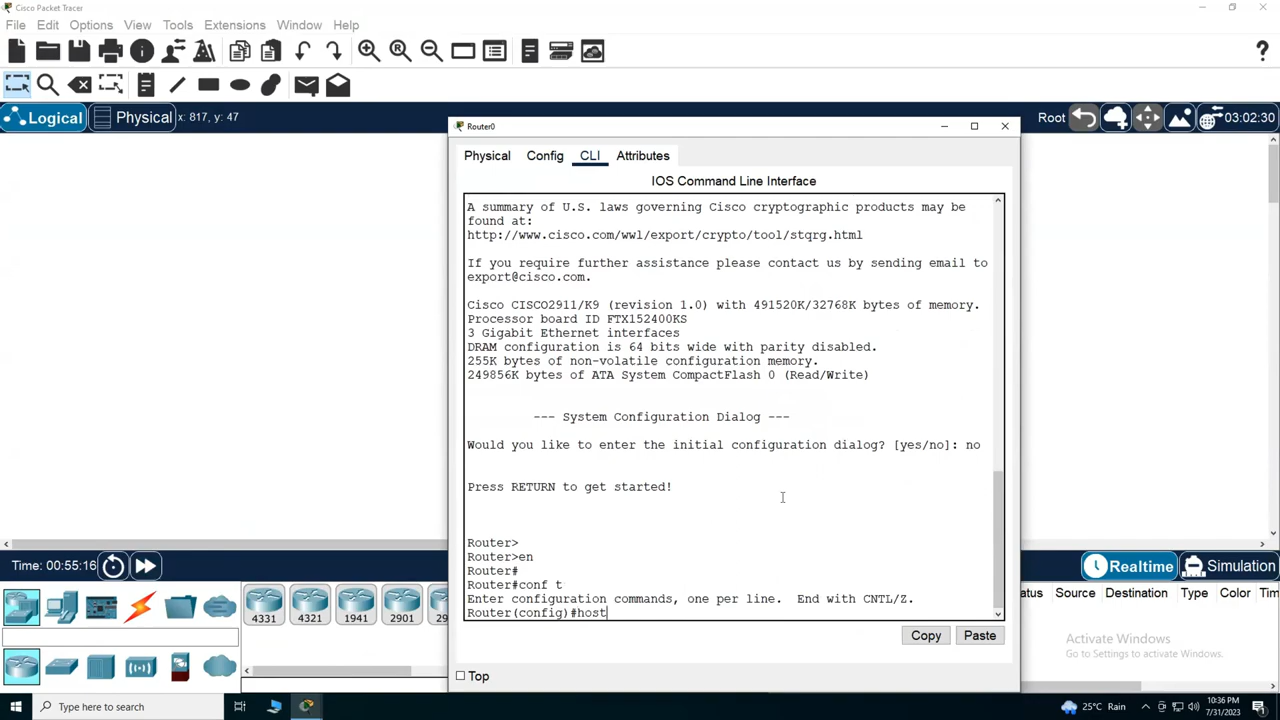 Cisco Packet Tracer
File Edit Options View Tools Extensions Window Help
Logical Physical x: 817, y: 47 Root 03:02:30
Router0
Physical Config CLI Attributes
IOS Command Line Interface
A summary of U.S. laws governing Cisco cryptographic products may be
found at:
http://www.cisco.com/wwl/export/crypto/tool/stqrg.html
If you require further assistance please contact us by sending email to
export@cisco.com.
Cisco CISCO2911/K9 (revision 1.0) with 491520K/32768K bytes of memory.
Processor board ID FTX152400KS
3 Gigabit Ethernet interfaces
DRAM configuration is 64 bits wide with parity disabled.
255K bytes of non-volatile configuration memory.
249856K bytes of ATA System CompactFlash 0 (Read/Write)
--- System Configuration Dialog ---
Would you like to enter the initial configuration dialog? [yes/no]: no
Press RETURN to get started!
Router>
Router>en
Router#
Router#conf t
Enter configuration commands, one per line. End with CNTL/Z.
Router(config)#host
Copy Paste
Top
Time: 00:55:16 Realtime Simulation
4331 4321 1941 2901 29
atus Source Destination Type Color Time
Activate Windows
Go to Settings to activate Windows.
Type here to search
25°C Rain
10:36 PM
7/31/2023